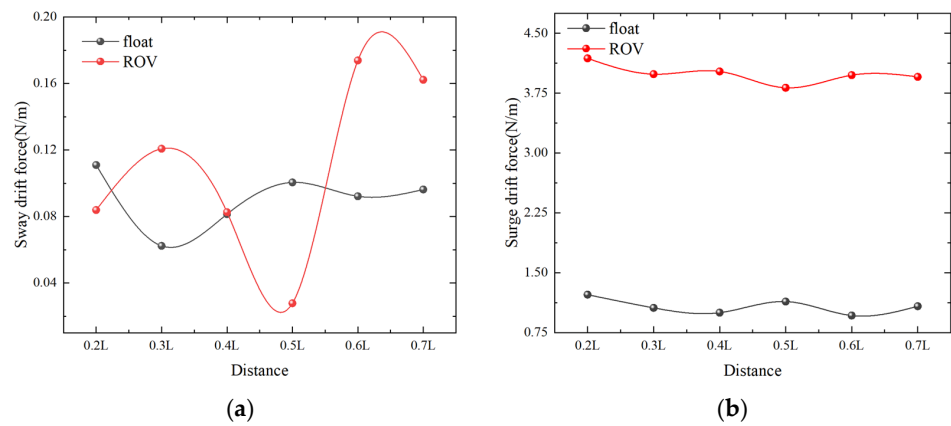 0.20
0.16
0.12
0.08
0.04
Sway drift force(N/m)
float
ROV
0.2L 0.3L 0.4L 0.5L 0.6L 0.7L
Distance
(a)
4.50
3.75
3.00
2.25
1.50
0.75
Surge drift force(N/m)
float
ROV
0.2L 0.3L 0.4L 0.5L 0.6L 0.7L
Distance
(b)